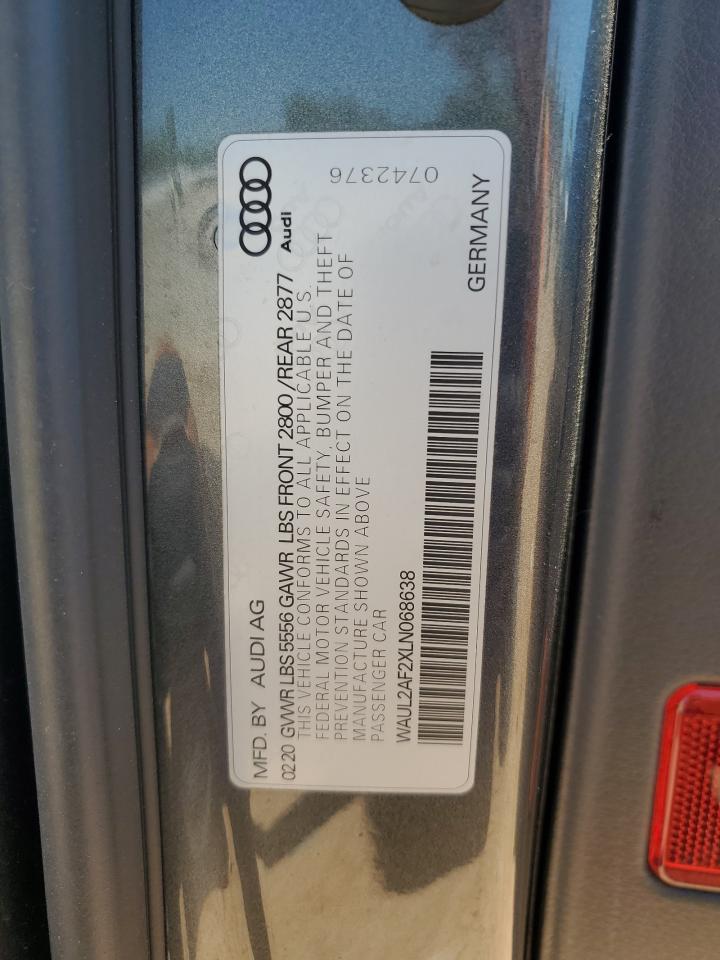 MFD. BY AUDI AG
Audi
0220 GVWR LBS5556 GAWR LBS FRONT 2800 /REAR 2877
THIS VEHICLE CONFORMS TO ALL APPLICABLE U.S.
FEDERAL MOTOR VEHICLE SAFETY, BUMPER AND THEFT
PREVENTION STANDARDS IN EFFECT ON THE DATE OF
MANUFACTURE SHOWN ABOVE
PASSENGER CAR
WAUL2AF2XLN068638
GERMANY
0742376